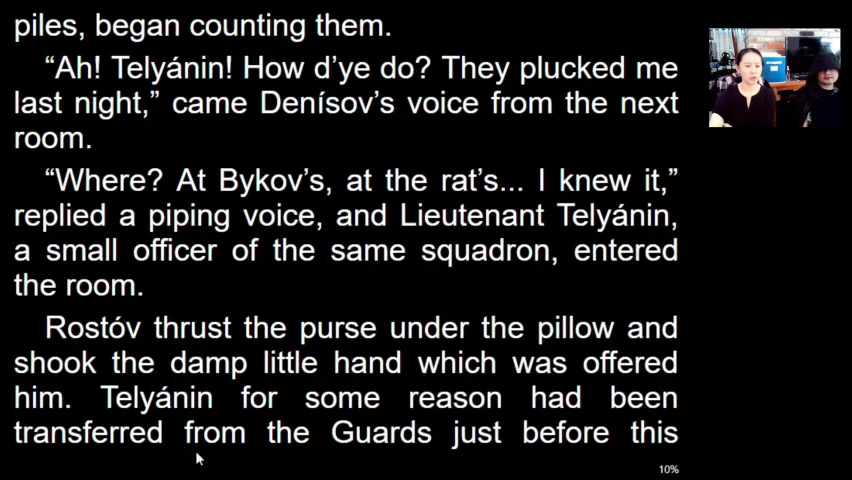 piles, began counting them.
“Ah! Telyánin! How d’ye do? They plucked me
last night,” came Denísov’s voice from the next
room.
“Where? At Bykov’s, at the rat’s... I knew it,”
replied a piping voice, and Lieutenant Telyánin,
a small officer of the same squadron, entered
the room.
Rostóv thrust the purse under the pillow and
shook the damp little hand which was offered
him. Telyánin for some reason had been
transferred from the Guards just before this
10%